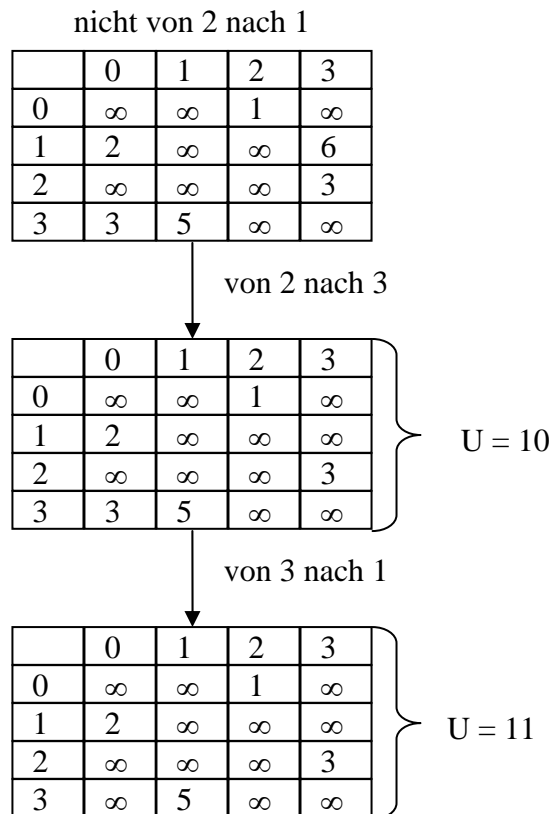 nicht von 2 nach 1
0 1 2 3
0 ∞ ∞ 1 ∞
1 2 ∞ ∞ 6
2 ∞ ∞ ∞ 3
3 3 5 ∞ ∞
von 2 nach 3
0 1 2 3
0 ∞ ∞ 1 ∞
1 2 ∞ ∞ ∞
2 ∞ ∞ ∞ 3
3 3 5 ∞ ∞
U = 10
von 3 nach 1
0 1 2 3
0 ∞ ∞ 1 ∞
1 2 ∞ ∞ ∞
2 ∞ ∞ ∞ 3
3 ∞ 5 ∞ ∞
U = 11